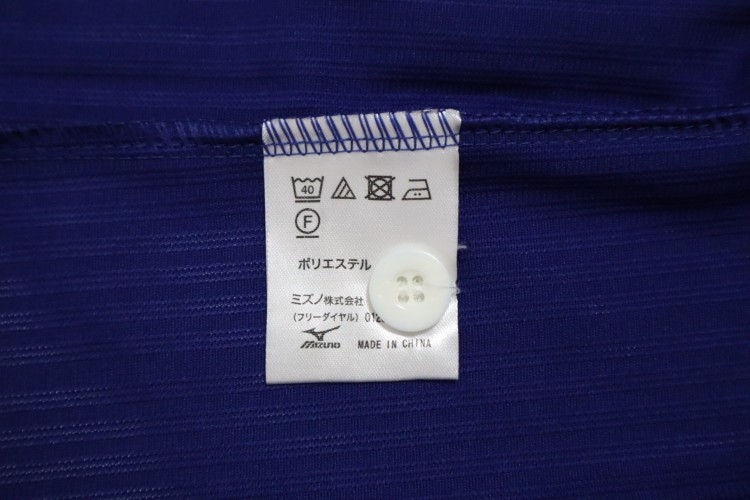 40
F
ポリエステル
ミズノ株式会社
(フリーダイヤル) 012
MIZUNO MADE IN CHINA